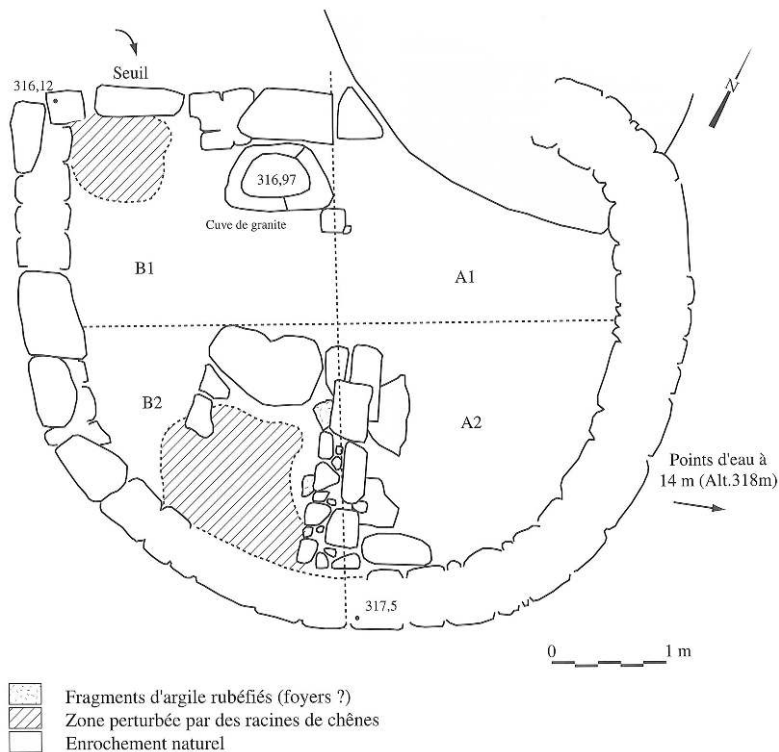 Seuil
316,12
N
316,97
Cuve de granite
B1
A1
B2
A2
Points d'eau à
14 m (Alt.318m)
317,5
0 1 m
Fragments d'argile rubéfiés (foyers ?)
Zone perturbée par des racines de chênes
Enrochement naturel